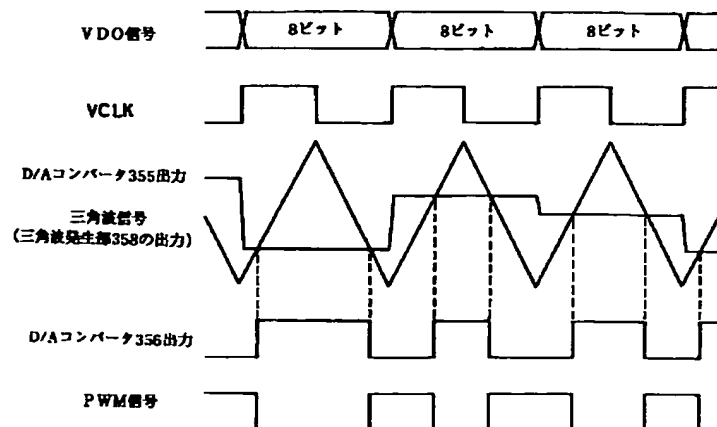 VDO信号
8ビット 8ビット 8ビット
VCLK
D/Aコンバータ355出力
三角波信号
(三角波発生部358の出力)
D/Aコンバータ356出力
PWM信号